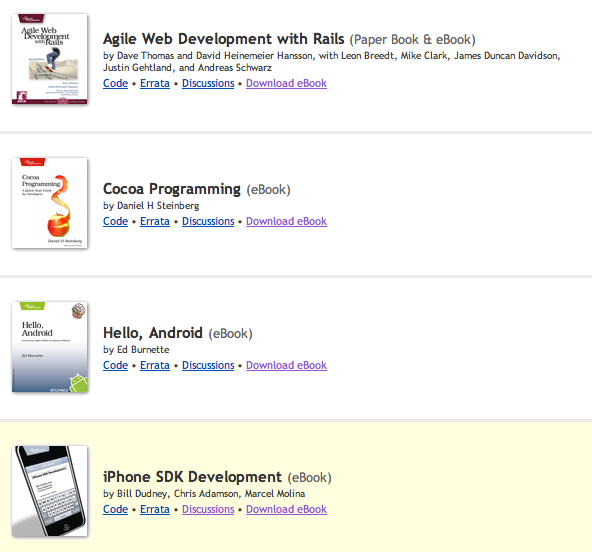 Agile Web
Development
with Rails
Agile Web Development with Rails (Paper Book & eBook)
by Dave Thomas and David Heinemeier Hansson, with Leon Breedt, Mike Clark, James Duncan Davidson,
Justin Gehtland, and Andreas Schwarz
Code • Errata • Discussions • Download eBook
Cocoa
Programming
A Quick-Start Guide
for Developers
Daniel H Steinberg
Cocoa Programming (eBook)
by Daniel H Steinberg
Code • Errata • Discussions • Download eBook
Hello,
Android
Ed Burnette
ANDROID
Hello, Android (eBook)
by Ed Burnette
Code • Errata • Discussions • Download eBook
iPhone SDK Development
iPhone SDK Development (eBook)
by Bill Dudney, Chris Adamson, Marcel Molina
Code • Errata • Discussions • Download eBook